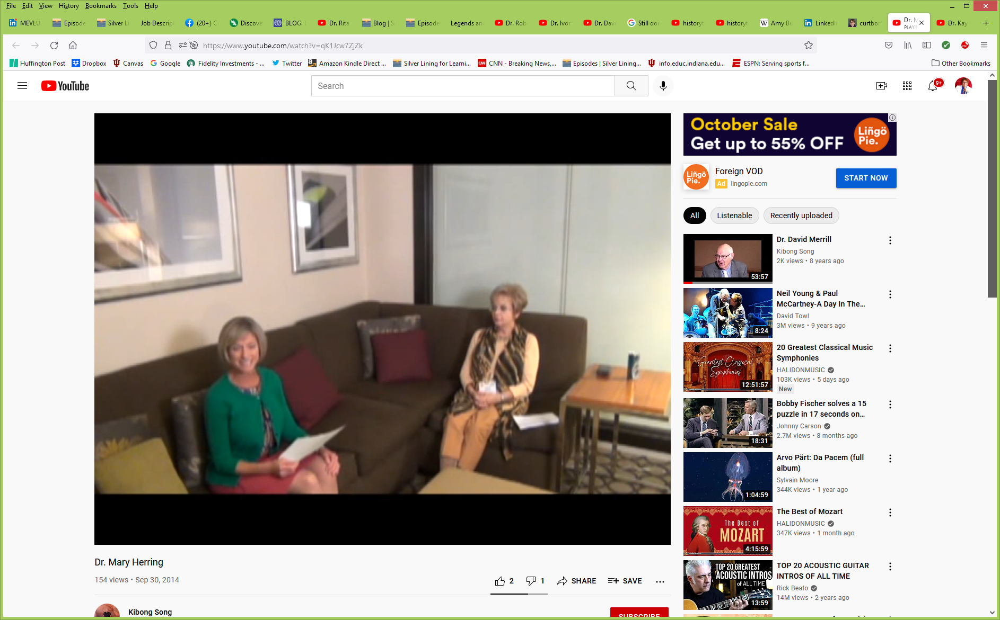 File Edit View History Bookmarks Tools Help
MEVLÜ Episode Silver Li Job Descript (20+) Discove BLOG: Dr. Rita Blog | S Episode Legends an Dr. Rob Dr. Ivor Dr. Davi Still doi historyt historyt Amy Bu LinkedI curtbon Dr. M Dr. Kay
PLAYI
https://www.youtube.com/watch?v=qK1Jcw7ZjZk
Huffington Post Dropbox Canvas Google Fidelity Investments - ... Twitter Amazon Kindle Direct ... Silver Lining for Learni... CNN - Breaking News,... Episodes | Silver Lining... info.educ.indiana.edu... ESPN: Serving sports f... Other Bookmarks
YouTube
Search
9+
October Sale
Get up to 55% OFF
Liñgö
Pie.
Liñgö
Pie.
Foreign VOD
Ad lingopie.com
START NOW
All Listenable Recently uploaded
Dr. David Merrill
Kibong Song
2K views • 8 years ago
53:57
Neil Young & Paul
McCartney-A Day In The...
David Towl
3M views • 9 years ago
8:24
Greatest Classical
Symphonies
20 Greatest Classical Music
Symphonies
HALIDONMUSIC
103K views • 5 days ago
New
12:51:57
Bobby Fischer solves a 15
puzzle in 17 seconds on...
Johnny Carson
2.7M views • 8 months ago
18:31
Arvo Pärt: Da Pacem (full
album)
Sylvain Moore
344K views • 1 year ago
1:04:59
The Best of
MOZART
The Best of Mozart
HALIDONMUSIC
347K views • 1 month ago
4:15:59
TOP 20 GREATEST
ACOUSTIC INTROS
of ALL TIME
TOP 20 ACOUSTIC GUITAR
INTROS OF ALL TIME
Rick Beato
14M views • 2 years ago
13:59
Dr. Mary Herring
154 views • Sep 30, 2014
2 1 SHARE SAVE
Kibong Song
SUBSCRIBE